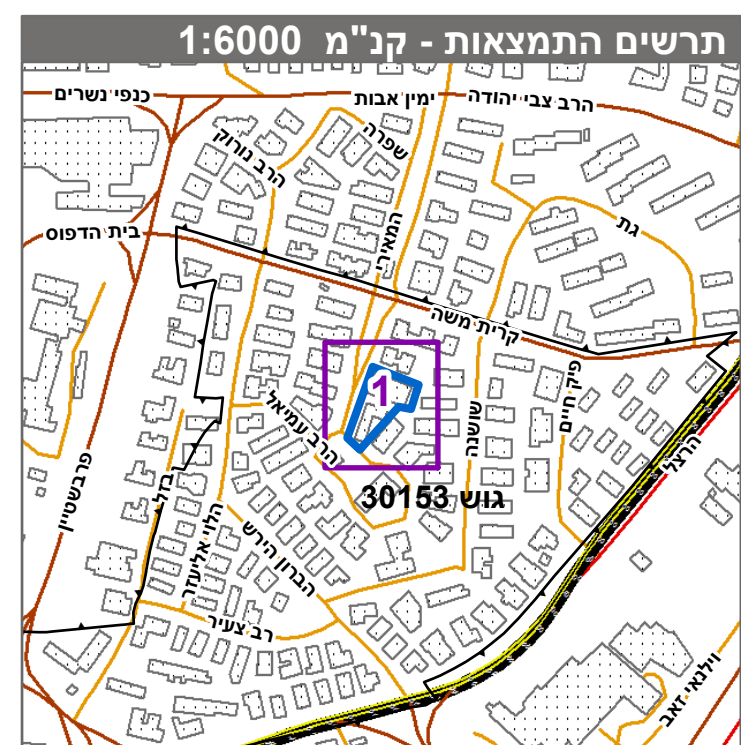 תרשים התמצאות - קנ"מ 1:6000
כנפי נשרים
ימין אבות
הרב צבי יהודה
שפרה
הרב נורוק
המאירי
גת
בית הדפוס
קרית משה
1
פיק חיים
שושנה
הרב עמיאל
הרצל
פרבשטיין
ריבזל
גוש 30153
הלוי אליעזר
הברון הירש
רב צעיר
וילנאי זאב